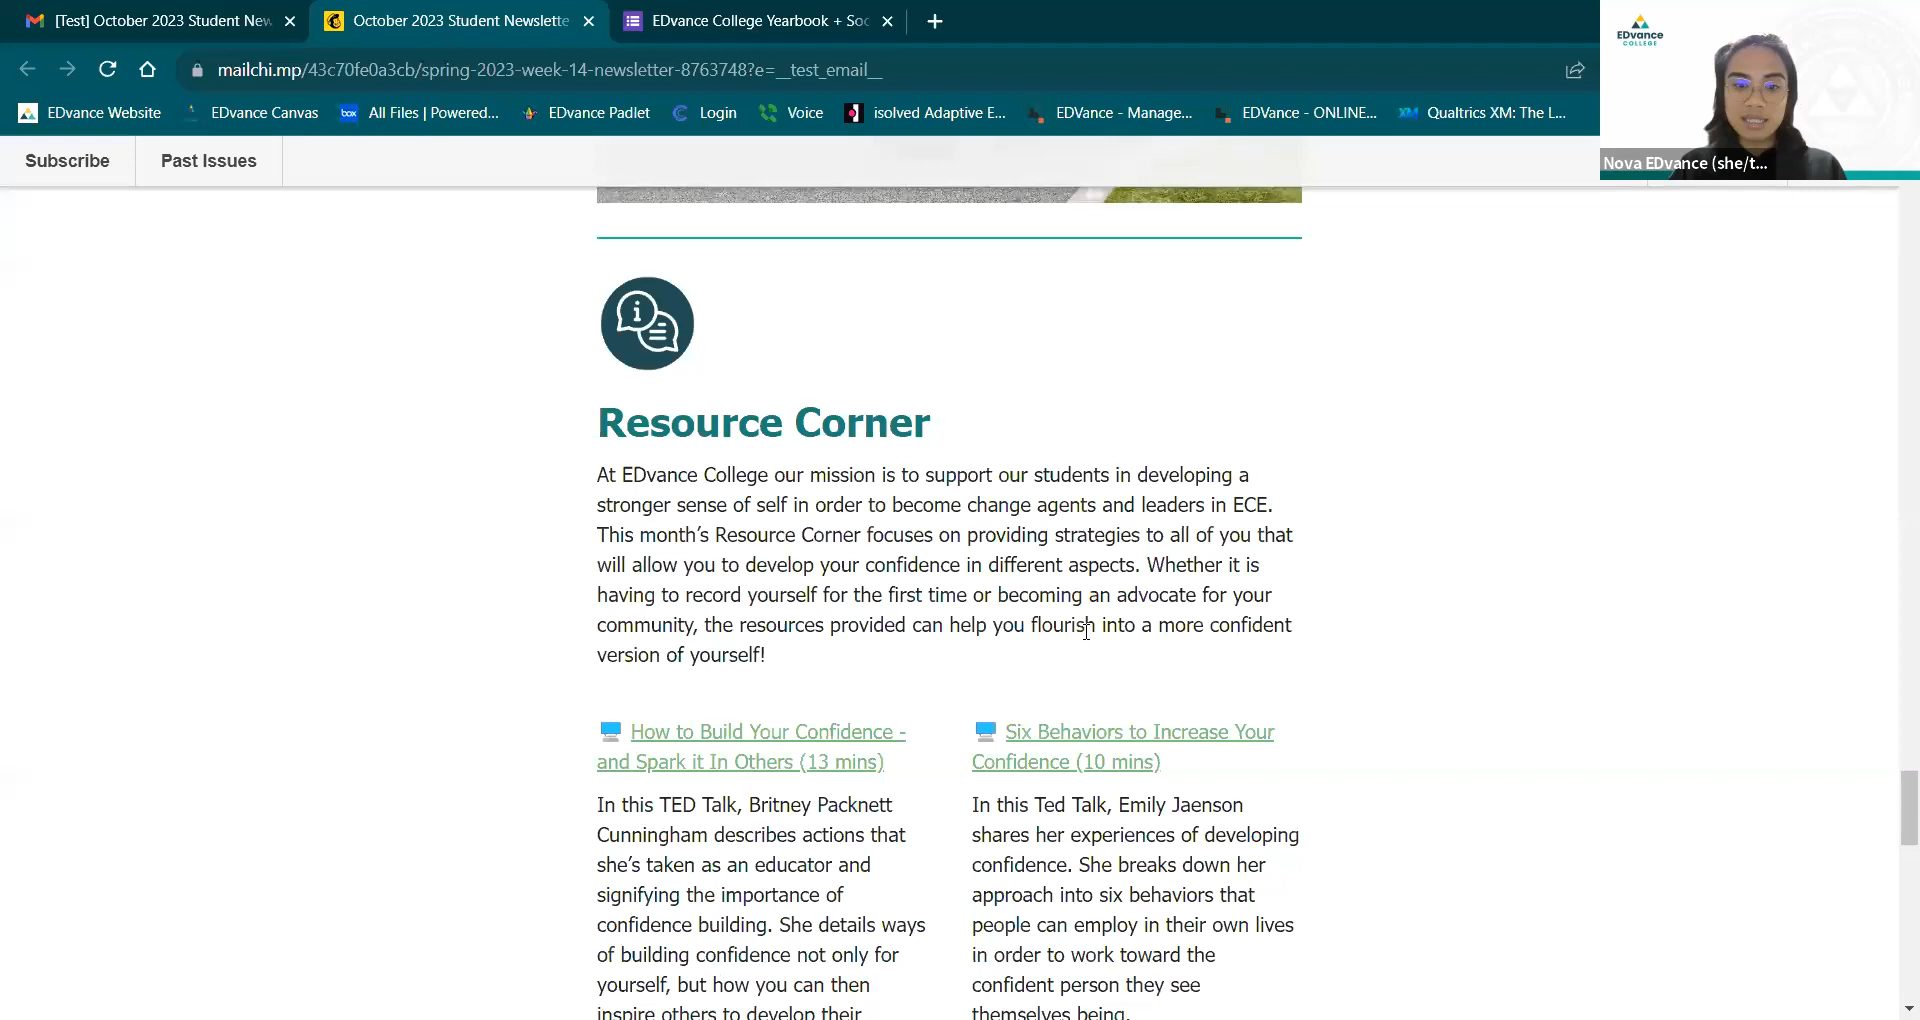 [Test] October 2023 Student New
October 2023 Student Newslette
EDvance College Yearbook + Soc
mailchi.mp/43c70fe0a3cb/spring-2023-week-14-newsletter-8763748?e=__test_email__
EDvance Website
EDvance Canvas
box
All Files | Powered...
EDvance Padlet
Login
Voice
isolved Adaptive E...
EDVance - Manage...
EDVance - ONLINE...
XM
Qualtrics XM: The L...
EDvance
COLLEGE
Nova EDvance (she/t...
Subscribe
Past Issues
Resource Corner
At EDvance College our mission is to support our students in developing a
stronger sense of self in order to become change agents and leaders in ECE.
This month's Resource Corner focuses on providing strategies to all of you that
will allow you to develop your confidence in different aspects. Whether it is
having to record yourself for the first time or becoming an advocate for your
community, the resources provided can help you flourish into a more confident
version of yourself!
How to Build Your Confidence -
and Spark it In Others (13 mins)
In this TED Talk, Britney Packnett
Cunningham describes actions that
she's taken as an educator and
signifying the importance of
confidence building. She details ways
of building confidence not only for
yourself, but how you can then
inspire others to develop their
Six Behaviors to Increase Your
Confidence (10 mins)
In this Ted Talk, Emily Jaenson
shares her experiences of developing
confidence. She breaks down her
approach into six behaviors that
people can employ in their own lives
in order to work toward the
confident person they see
themselves being.